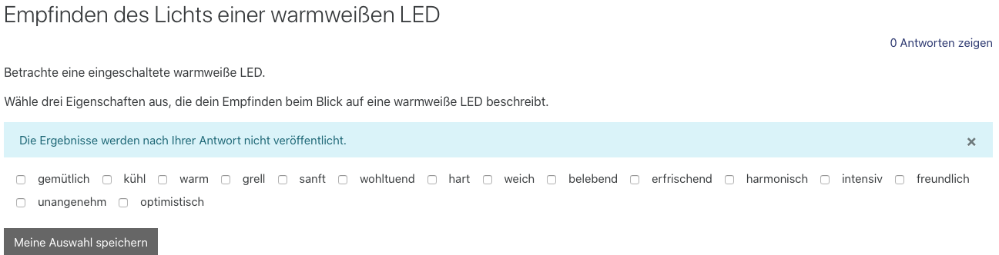 Empfinden des Lichts einer warmweißen LED
0 Antworten zeigen
Betrachte eine eingeschaltete warmweiße LED.
Wähle drei Eigenschaften aus, die dein Empfinden beim Blick auf eine warmweiße LED beschreibt.
Die Ergebnisse werden nach Ihrer Antwort nicht veröffentlicht. ×
gemütlich kühl warm grell sanft wohltuend hart weich belebend erfrischend harmonisch intensiv freundlich
unangenehm optimistisch
Meine Auswahl speichern